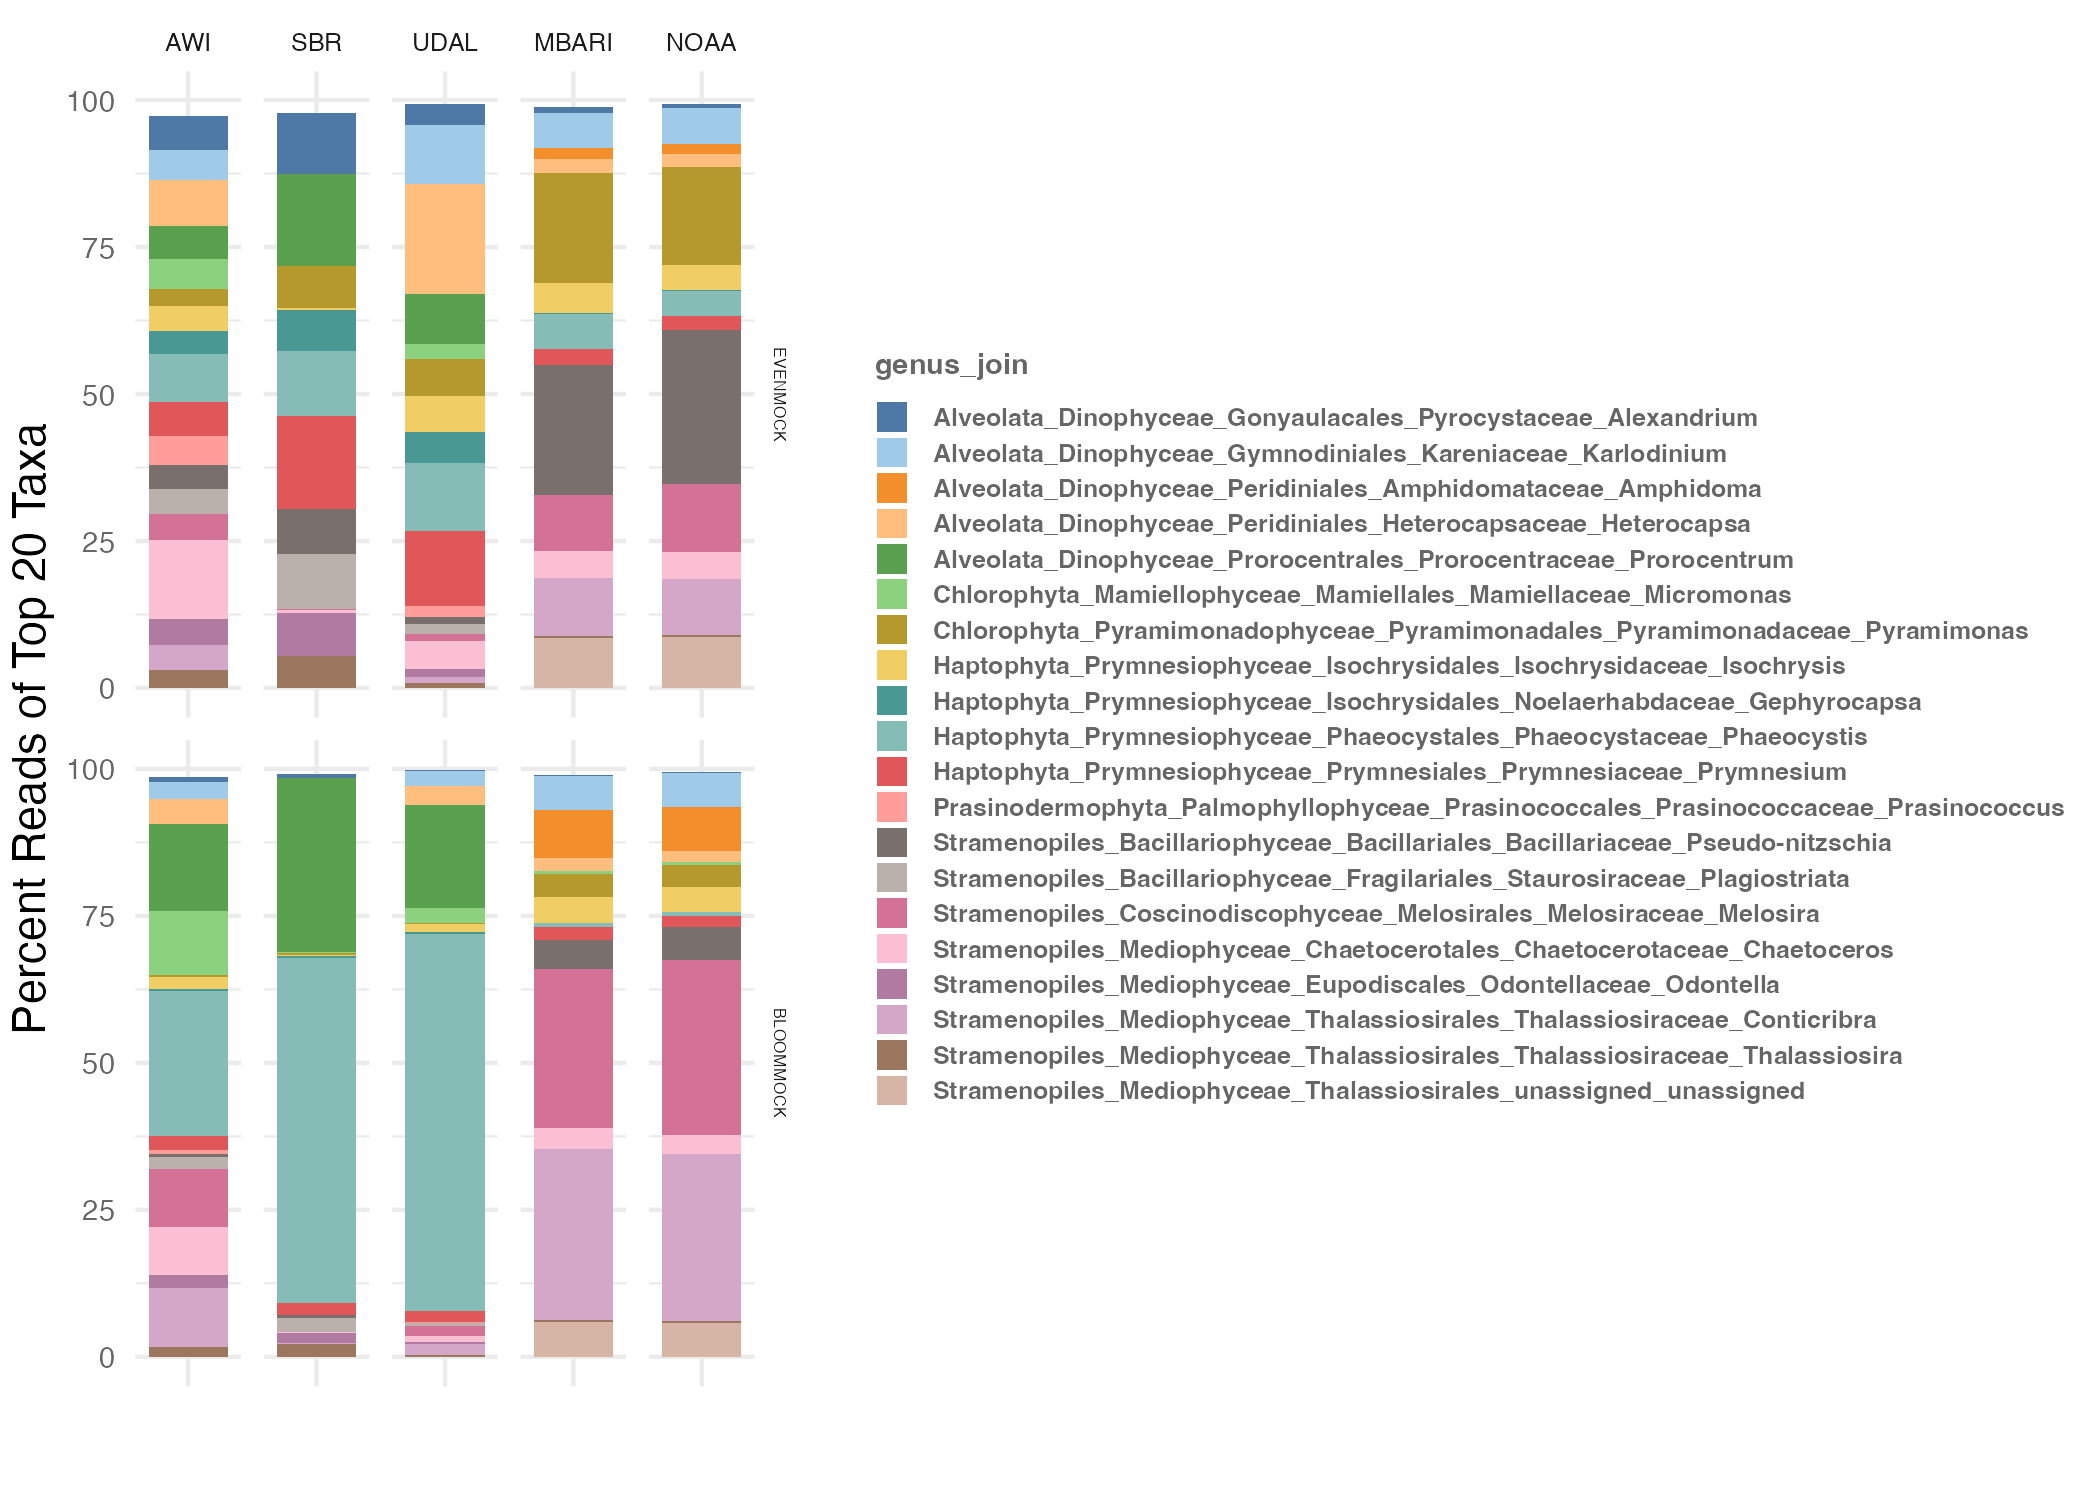 AWI SBR UDAL MBARI NOAA
Percent Reads of Top 20 Taxa
100
75
50
25
0
EVENMOCK
100
75
50
25
0
BLOOMMOCK
genus_join
Alveolata_Dinophyceae_Gonyaulacales_Pyrocystaceae_Alexandrium
Alveolata_Dinophyceae_Gymnodiniales_Kareniaceae_Karlodinium
Alveolata_Dinophyceae_Peridiniales_Amphidomataceae_Amphidoma
Alveolata_Dinophyceae_Peridiniales_Heterocapsaceae_Heterocapsa
Alveolata_Dinophyceae_Prorocentrales_Prorocentraceae_Prorocentrum
Chlorophyta_Mamiellophyceae_Mamiellales_Mamiellaceae_Micromonas
Chlorophyta_Pyramimonadophyceae_Pyramimonadales_Pyramimonadaceae_Pyramimonas
Haptophyta_Prymnesiophyceae_Isochrysidales_Isochrysidaceae_Isochrysis
Haptophyta_Prymnesiophyceae_Isochrysidales_Noelaerhabdaceae_Gephyrocapsa
Haptophyta_Prymnesiophyceae_Phaeocystales_Phaeocystaceae_Phaeocystis
Haptophyta_Prymnesiophyceae_Prymnesiales_Prymnesiaceae_Prymnesium
Prasinodermophyta_Palmophyllophyceae_Prasinococcales_Prasinococcaceae_Prasinococcus
Stramenopiles_Bacillariophyceae_Bacillariales_Bacillariaceae_Pseudo-nitzschia
Stramenopiles_Bacillariophyceae_Fragilariales_Staurosiraceae_Plagiostriata
Stramenopiles_Coscinodiscophyceae_Melosirales_Melosiraceae_Melosira
Stramenopiles_Mediophyceae_Chaetocerotales_Chaetocerotaceae_Chaetoceros
Stramenopiles_Mediophyceae_Eupodiscales_Odontellaceae_Odontella
Stramenopiles_Mediophyceae_Thalassiosirales_Thalassiosiraceae_Conticribra
Stramenopiles_Mediophyceae_Thalassiosirales_Thalassiosiraceae_Thalassiosira
Stramenopiles_Mediophyceae_Thalassiosirales_unassigned_unassigned